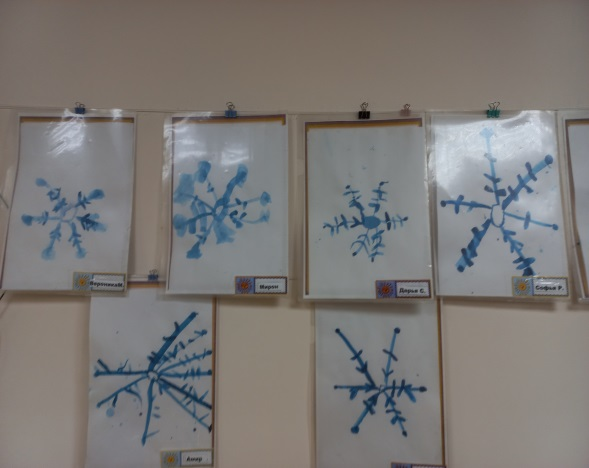 Вероника М.
Мирон
Дарья С.
Софья Р.
Амир